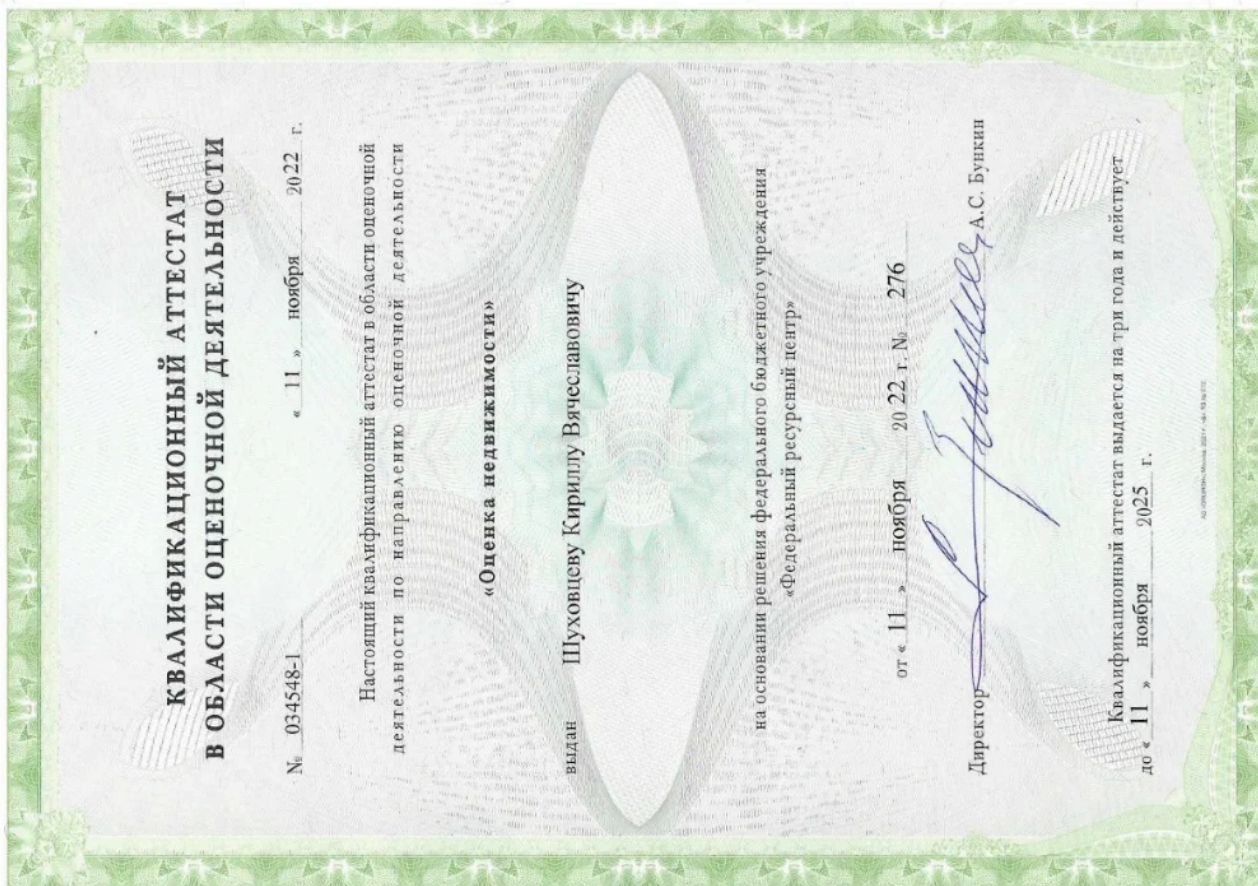 КВАЛИФИКАЦИОННЫЙ АТТЕСТАТ
В ОБЛАСТИ ОЦЕНОЧНОЙ ДЕЯТЕЛЬНОСТИ
№ 034548-1 « 11 » ноября 2022 г.
Настоящий квалификационный аттестат в области оценочной
деятельности по направлению оценочной деятельности
«Оценка недвижимости»
выдан Шуховцеву Кириллу Вячеславовичу
на основании решения федерального бюджетного учреждения
«Федеральный ресурсный центр»
от « 11 » ноября 20 22 г. № 276
Директор А.С. Бункин
Квалификационный аттестат выдается на три года и действует
до « 11 » ноября 2025 г.